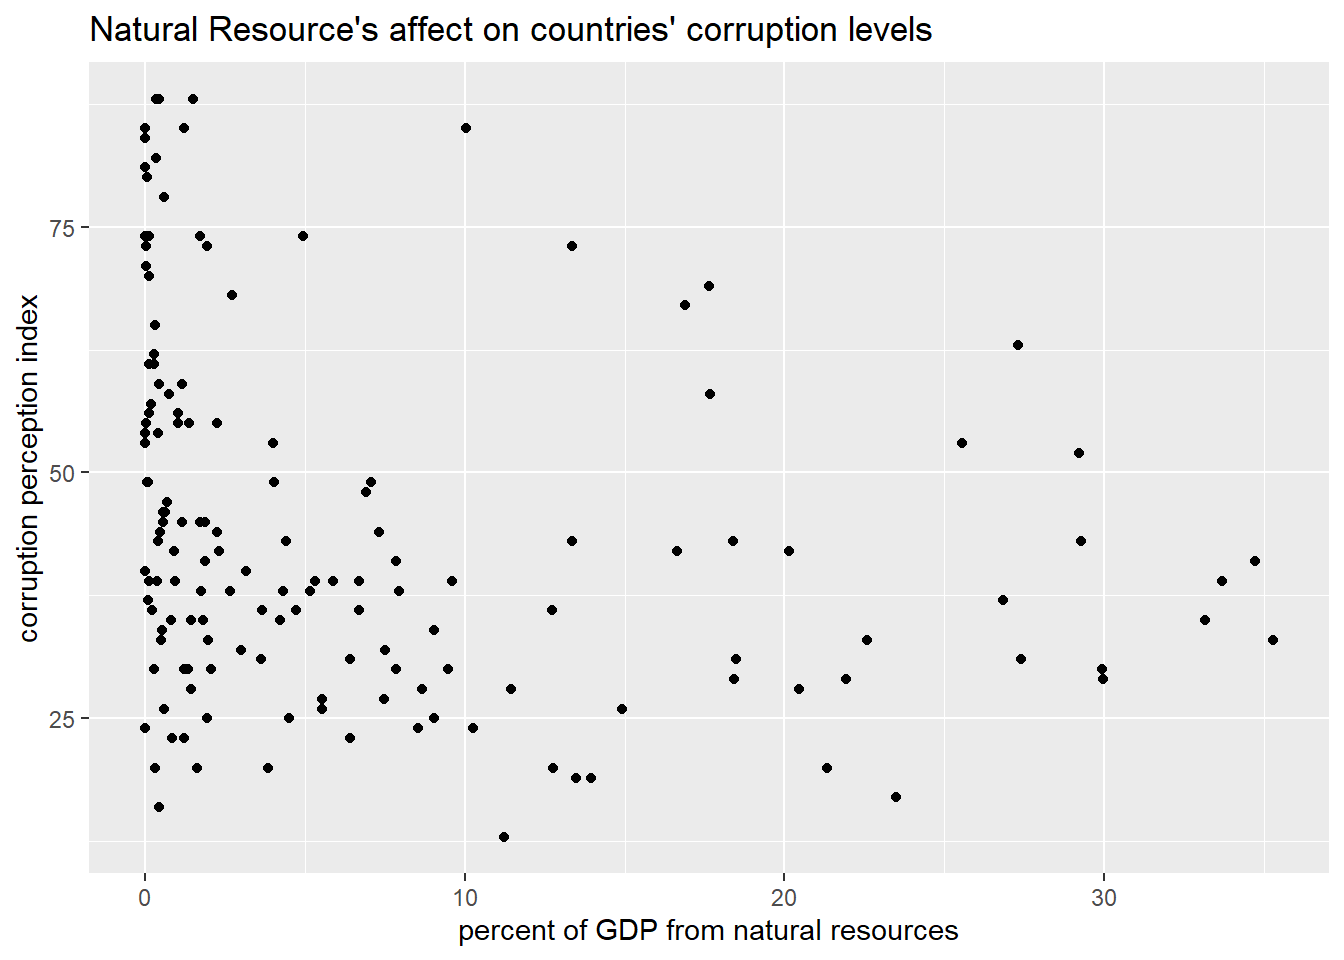 Natural Resource's affect on countries' corruption levels
75
50
25
corruption perception index
0 10 20 30
percent of GDP from natural resources